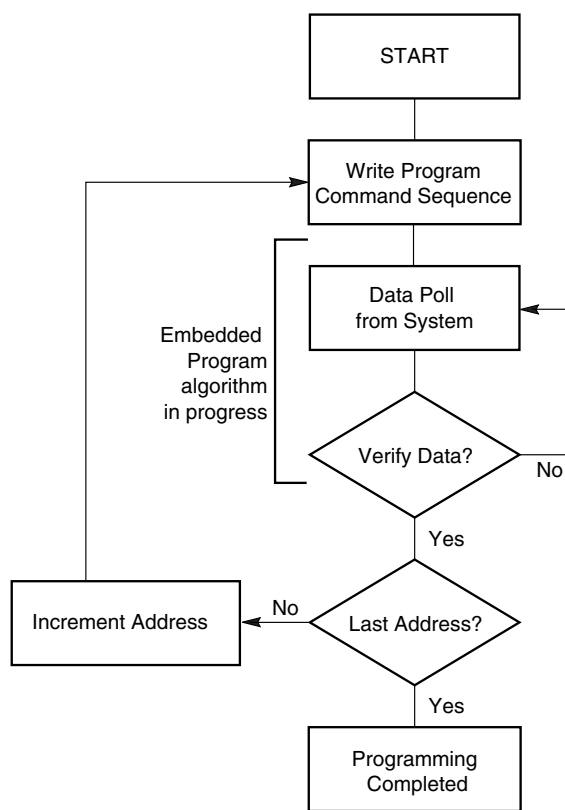 START
Write Program
Command Sequence
Data Poll
from System
Embedded
Program
algorithm
in progress
Verify Data?
No
Yes
Last Address?
No
Increment Address
Yes
Programming
Completed